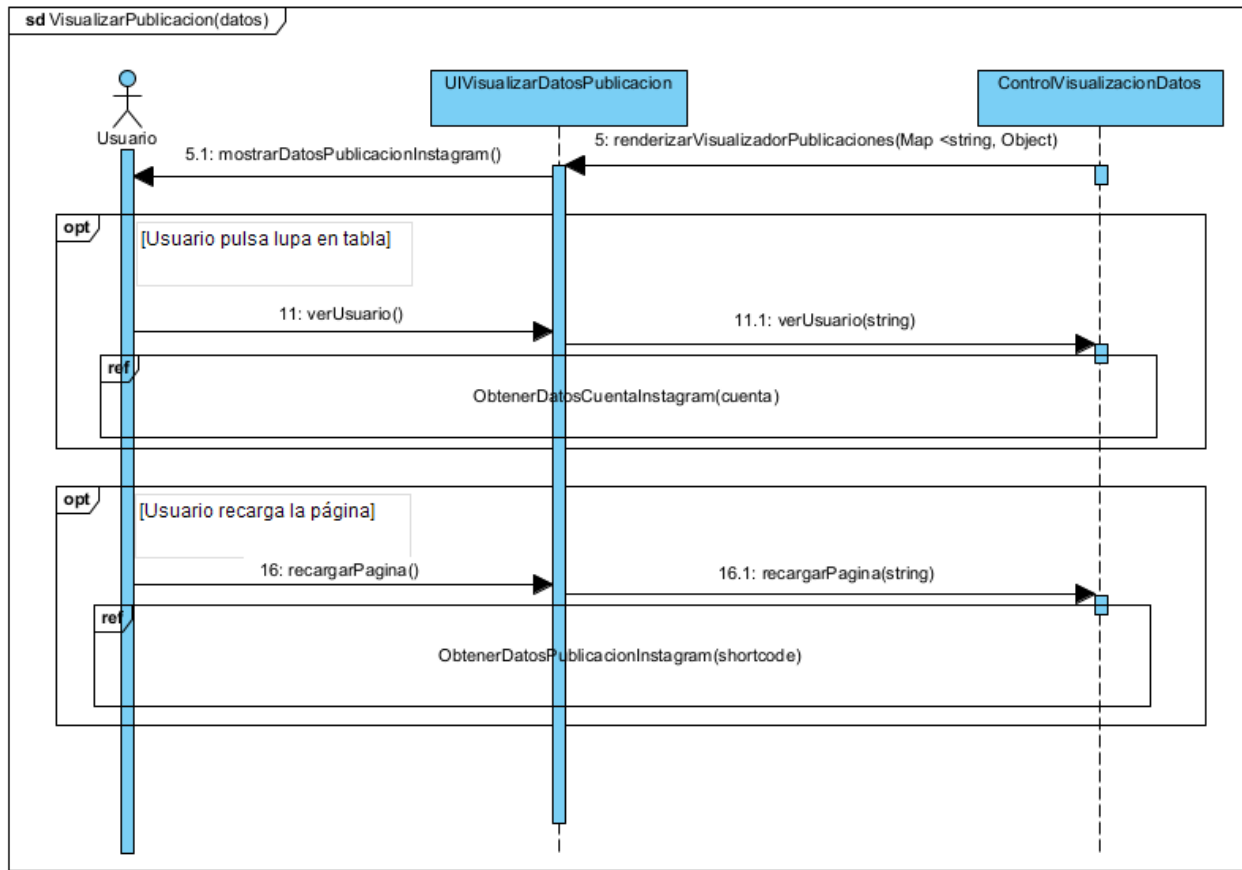 sd VisualizarPublicacion(datos)
UIVisualizarDatosPublicacion
ControlVisualizacionDatos
Usuario
5: renderizarVisualizadorPublicaciones(Map <string, Object)
5.1: mostrarDatosPublicacionInstagram()
opt
[Usuario pulsa lupa en tabla]
11: verUsuario()
11.1: verUsuario(string)
ref
ObtenerDatosCuentaInstagram(cuenta)
opt
[Usuario recarga la página]
16: recargarPagina()
16.1: recargarPagina(string)
ref
ObtenerDatosPublicacionInstagram(shortcode)